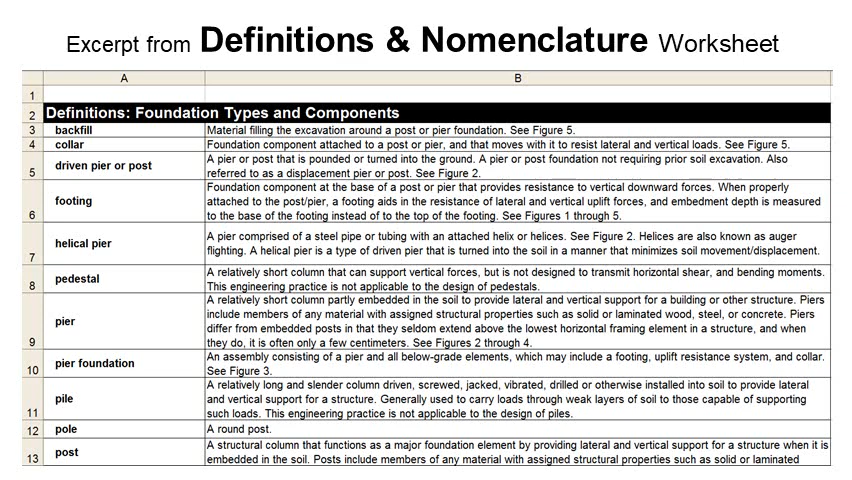 Excerpt from Definitions & Nomenclature Worksheet
A B
1
2 Definitions: Foundation Types and Components
3 backfill Material filling the excavation around a post or pier foundation. See Figure 5.
4 collar Foundation component attached to a post or pier, and that moves with it to resist lateral and vertical loads. See Figure 5.
driven pier or post A pier or post that is pounded or turned into the ground. A pier or post foundation not requiring prior soil excavation. Also
5 referred to as a displacement pier or post. See Figure 2.
Foundation component at the base of a post or pier that provides resistance to vertical downward forces. When properly
footing attached to the post/pier, a footing aids in the resistance of lateral and vertical uplift forces, and embedment depth is measured
6 to the base of the footing instead of to the top of the footing. See Figures 1 through 5.
helical pier A pier comprised of a steel pipe or tubing with an attached helix or helices. See Figure 2. Helices are also known as auger
7 flighting. A helical pier is a type of driven pier that is turned into the soil in a manner that minimizes soil movement/displacement.
pedestal A relatively short column that can support vertical forces, but is not designed to transmit horizontal shear, and bending moments.
8 This engineering practice is not applicable to the design of pedestals.
A relatively short column partly embedded in the soil to provide lateral and vertical support for a building or other structure. Piers
pier include members of any material with assigned structural properties such as solid or laminated wood, steel, or concrete. Piers
differ from embedded posts in that they seldom extend above the lowest horizontal framing element in a structure, and when
9 they do, it is often only a few centimeters. See Figures 2 through 4.
pier foundation An assembly consisting of a pier and all below-grade elements, which may include a footing, uplift resistance system, and collar.
10 See Figure 3.
A relatively long and slender column driven, screwed, jacked, vibrated, drilled or otherwise installed into soil to provide lateral
pile and vertical support for a structure. Generally used to carry loads through weak layers of soil to those capable of supporting
11 such loads. This engineering practice is not applicable to the design of piles.
12 pole A round post.
post A structural column that functions as a major foundation element by providing lateral and vertical support for a structure when it is
13 embedded in the soil. Posts include members of any material with assigned structural properties such as solid or laminated